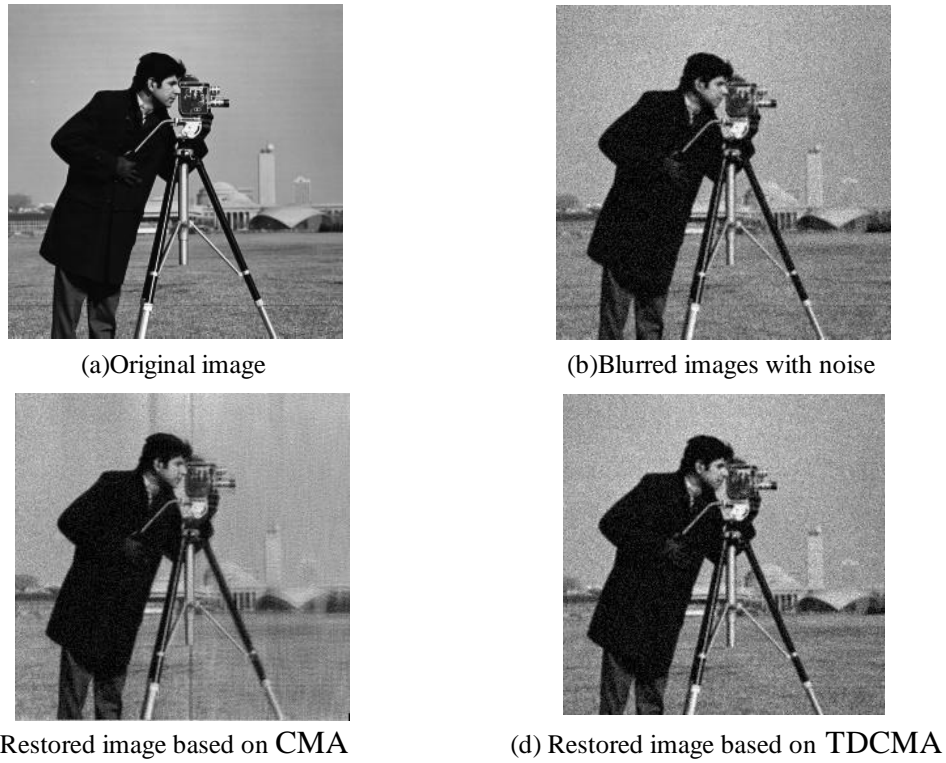 (a)Original image
(b)Blurred images with noise
Restored image based on CMA
(d) Restored image based on TDCMA